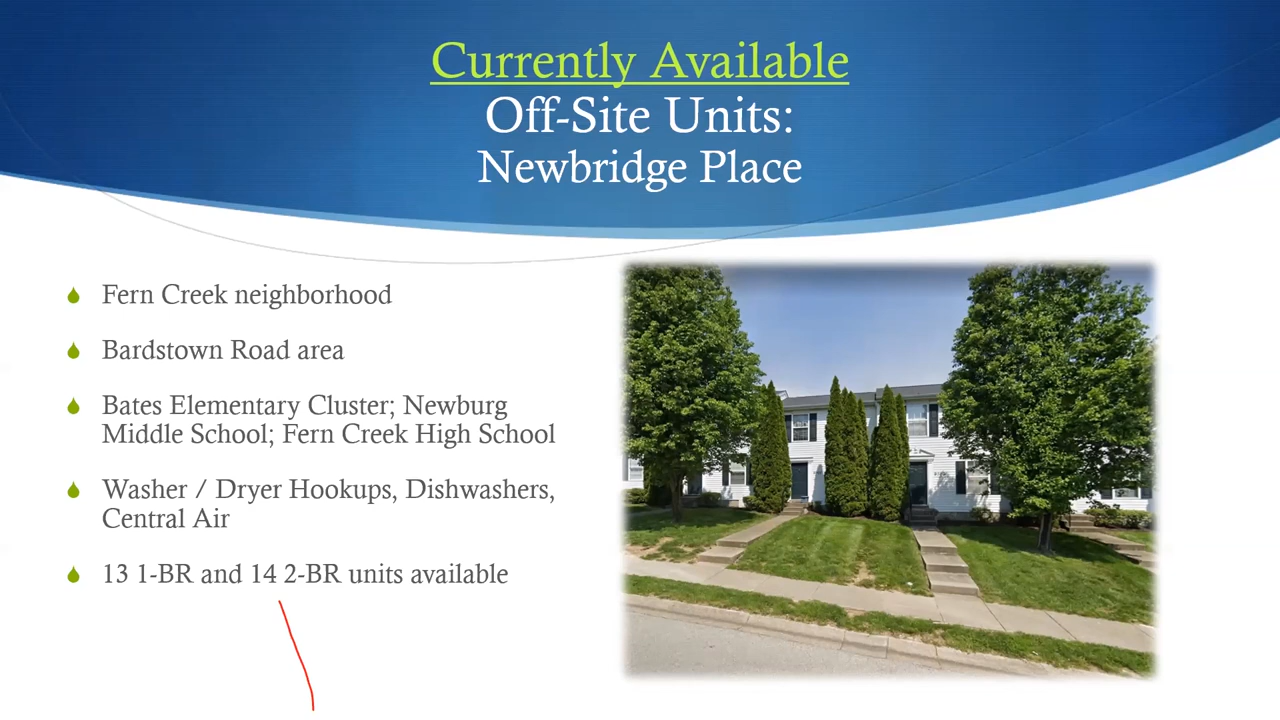 Currently Available
Off-Site Units:
Newbridge Place
Fern Creek neighborhood
Bardstown Road area
Bates Elementary Cluster; Newburg
Middle School; Fern Creek High School
Washer / Dryer Hookups, Dishwashers,
Central Air
13 1-BR and 14 2-BR units available